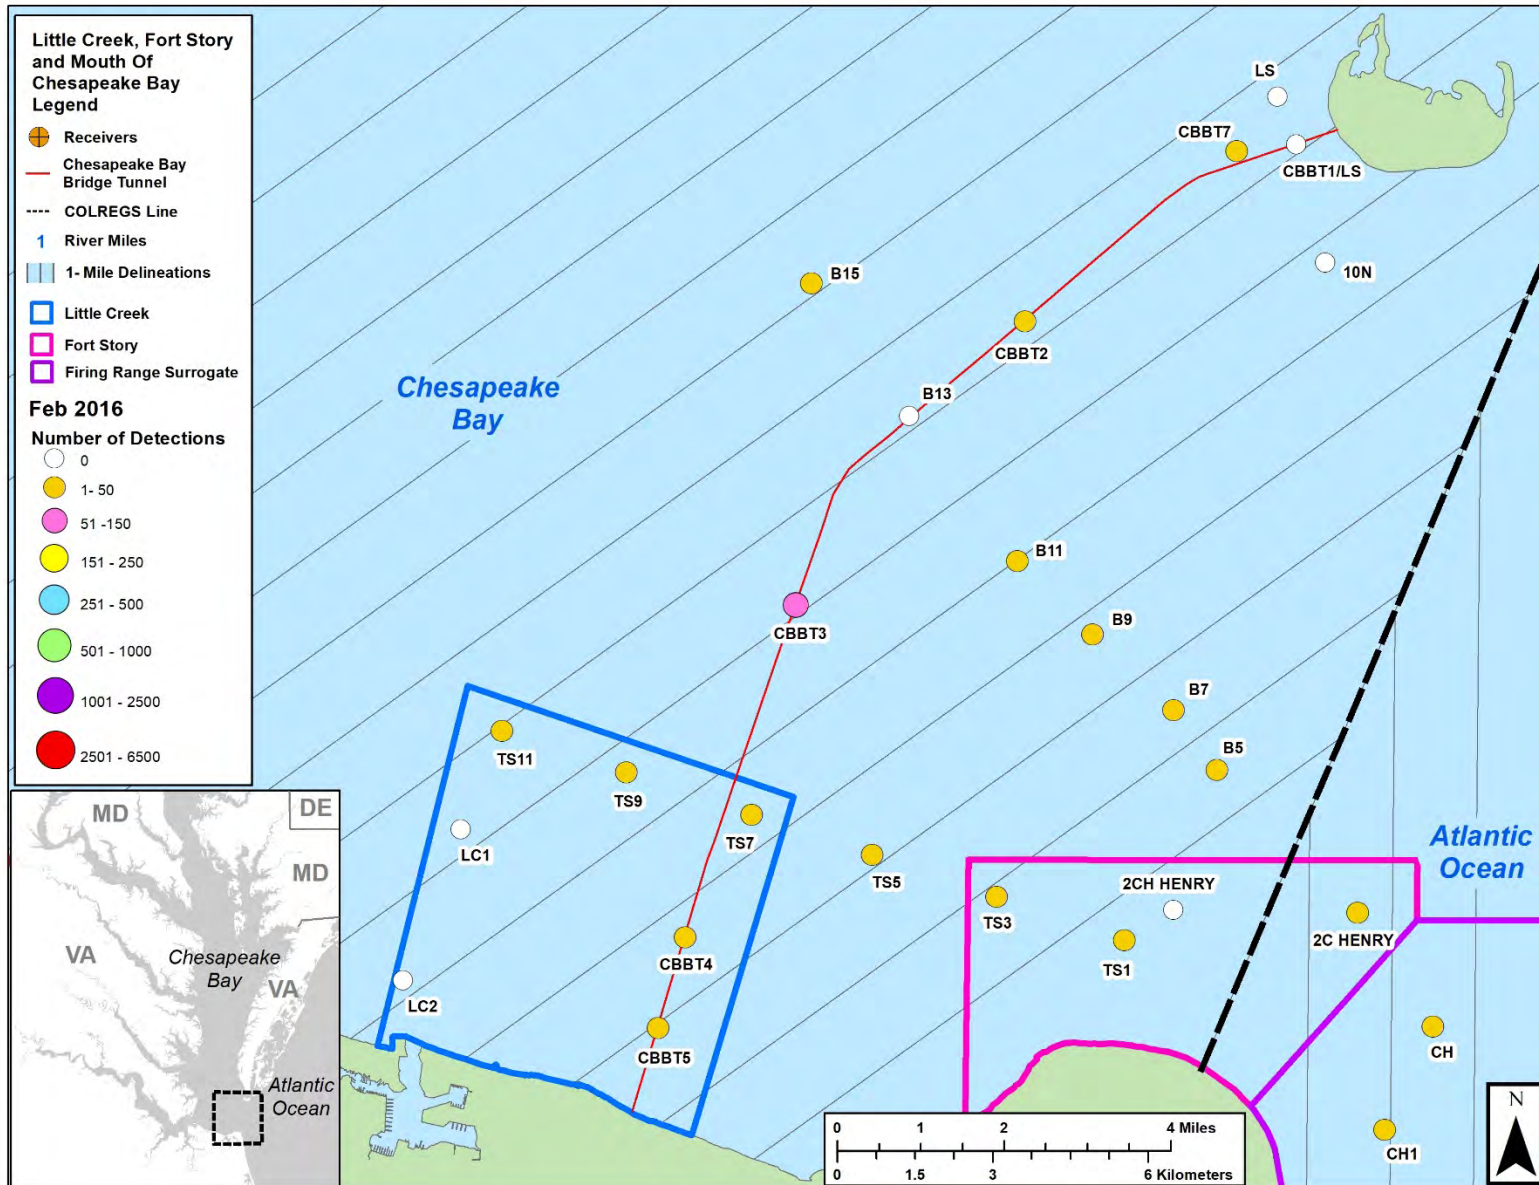 Little Creek, Fort Story
and Mouth Of
Chesapeake Bay
Legend
Receivers
Chesapeake Bay
Bridge Tunnel
COLREGS Line
1 River Miles
1- Mile Delineations
Little Creek
Fort Story
Firing Range Surrogate
Feb 2016
Number of Detections
0
1- 50
51 -150
151 - 250
251 - 500
501 - 1000
1001 - 2500
2501 - 6500
LS
CBBT7
CBBT1/LS
10N
B15
CBBT2
B13
Chesapeake
Bay
B11
CBBT3
B9
B7
B5
TS11
TS9
TS7
LC1
TS5
Atlantic
Ocean
2CH HENRY
TS3
TS1
2C HENRY
CBBT4
LC2
CBBT5
CH
CH1
MD
DE
MD
VA
Chesapeake
Bay
VA
Atlantic
Ocean
0 1 2 4 Miles
0 1.5 3 6 Kilometers
N